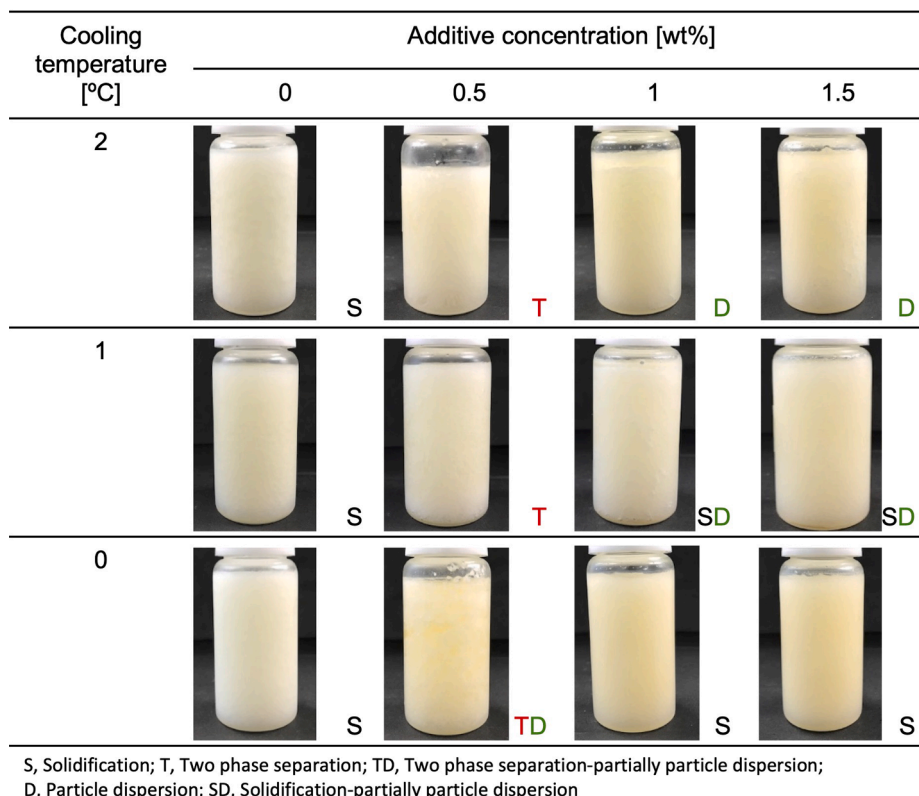 Cooling temperature [ºC]
Additive concentration [wt%]
0 0.5 1 1.5
2
S T D D
1
S T SD SD
0
S TD S S
S, Solidification; T, Two phase separation; TD, Two phase separation-partially particle dispersion;
D, Particle dispersion; SD, Solidification-partially particle dispersion